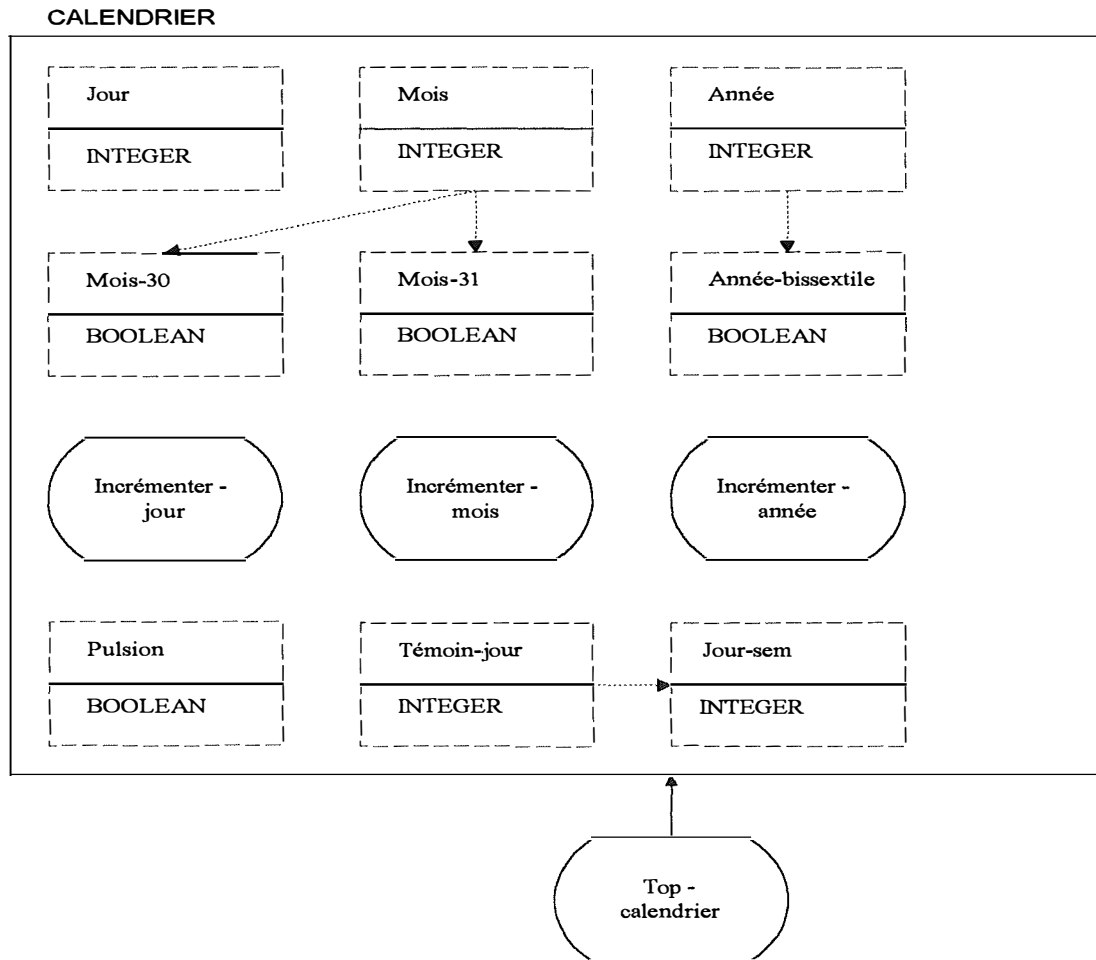 CALENDRIER
Jour
Mois
Année
INTEGER
INTEGER
INTEGER
Mois-30
Mois-31
Année-bissextile
BOOLEAN
BOOLEAN
BOOLEAN
Incrémenter -
jour
Incrémenter -
mois
Incrémenter -
année
Pulsion
Témoin-jour
Jour-sem
BOOLEAN
INTEGER
INTEGER
Top -
calendrier